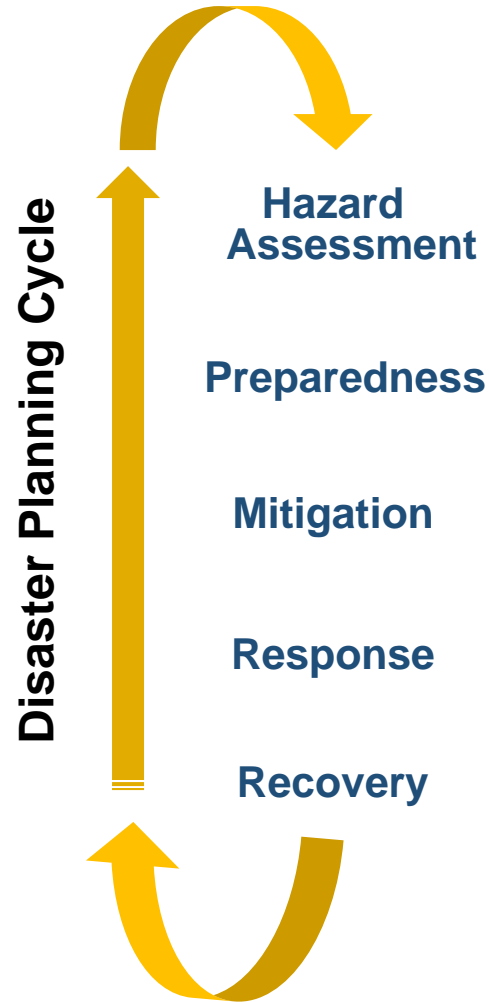 Disaster Planning Cycle
Hazard
Assessment
Preparedness
Mitigation
Response
Recovery